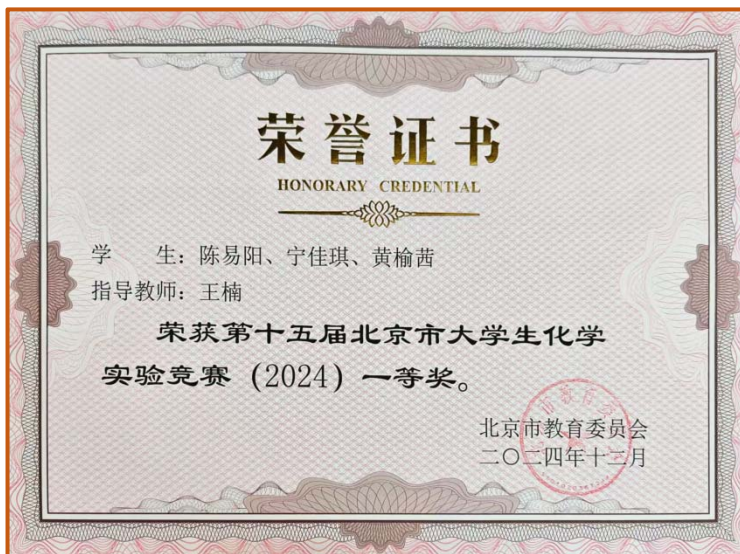 荣誉证书
HONORARY CREDENTIAL
学 生：陈易阳、宁佳琪、黄榆茜
指导教师：王楠
荣获第十五届北京市大学生化学
实验竞赛（2024）一等奖。
北京市教育委员会
二〇二四年十二月